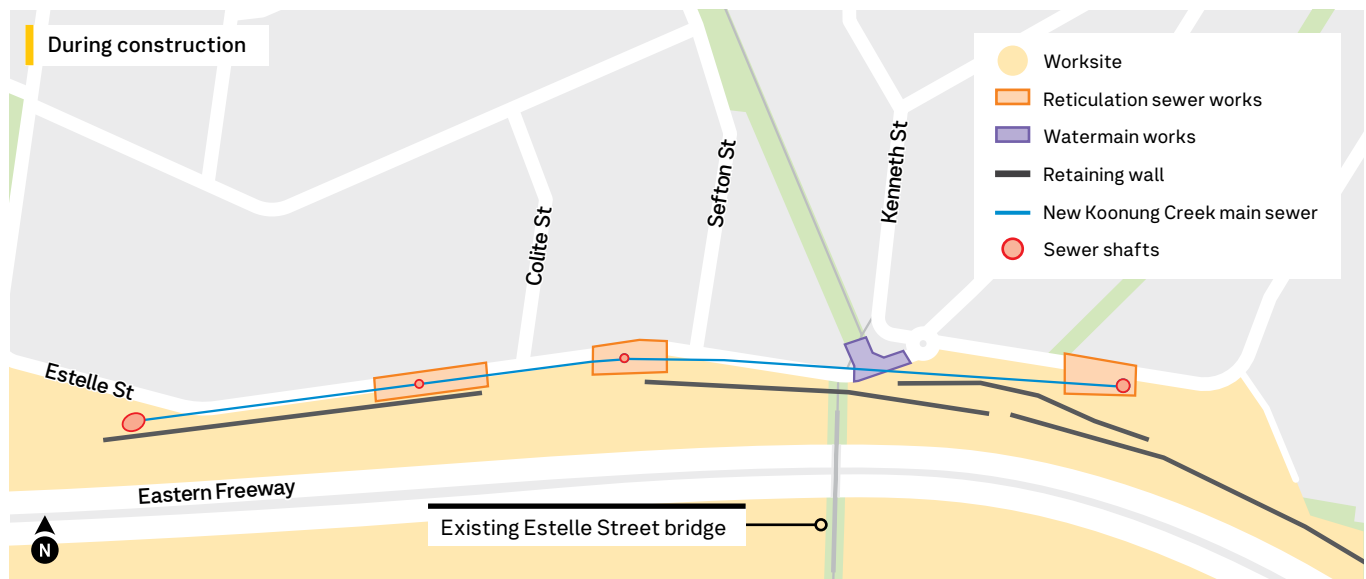 During construction
Worksite
Reticulation sewer works
Watermain works
Retaining wall
New Koonung Creek main sewer
Sewer shafts
Kenneth St
Sefton St
Colite St
Estelle St
Eastern Freeway
Existing Estelle Street bridge
N